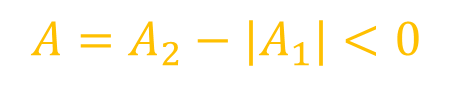 A = A₂ − |A₁| < 0